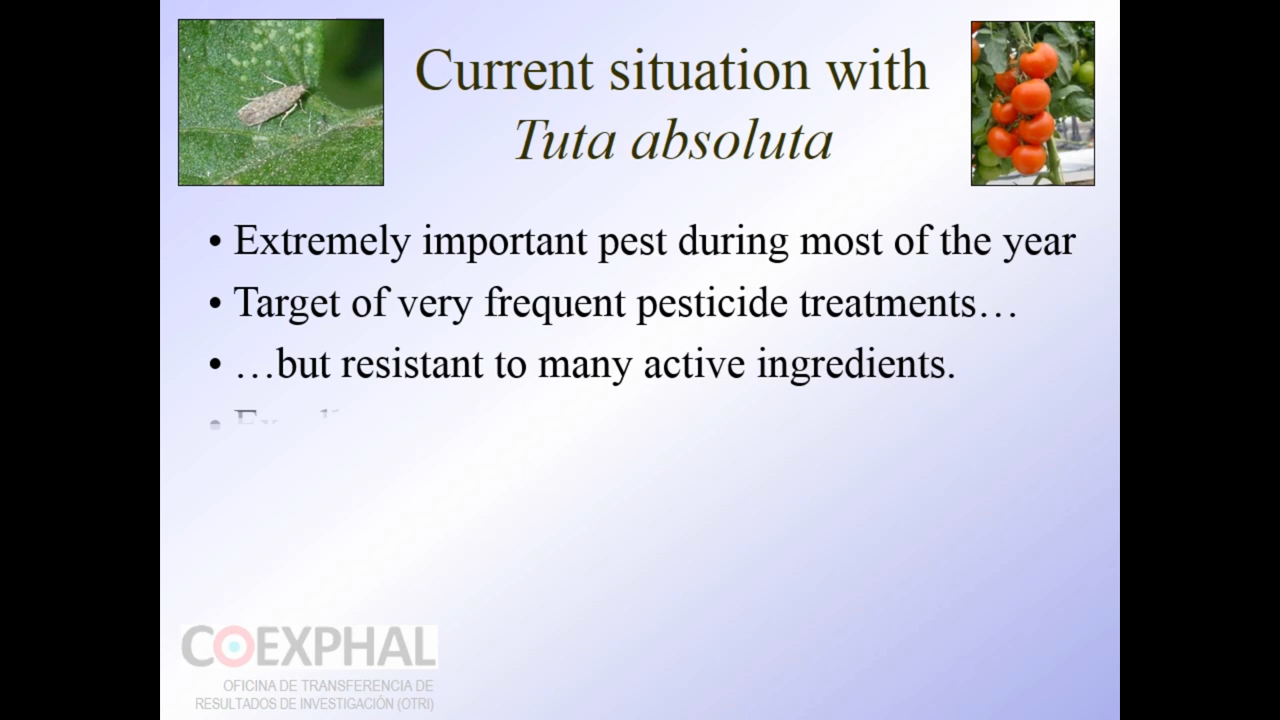 Current situation with
Tuta absoluta
• Extremely important pest during most of the year
• Target of very frequent pesticide treatments…
• …but resistant to many active ingredients.
COEXPHAL
OFICINA DE TRANSFERENCIA DE
RESULTADOS DE INVESTIGACIÓN (OTRI)